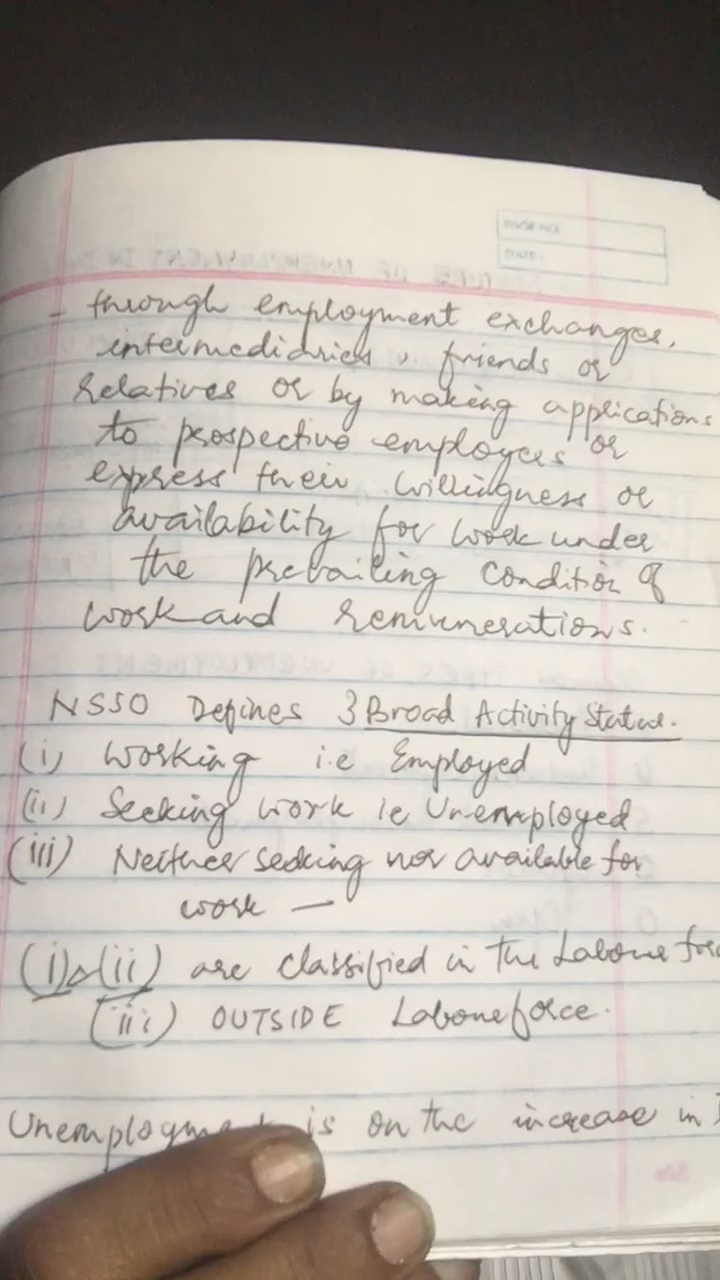 PAGE NO.
DATE:
- through employment exchanges,
intermediaries, friends or
relatives or by making applications
to prospective employees or
express their willingness or
availability for work under
the prevailing condition of
work and remunerations.
NSSO Defines 3 Broad Activity Status.
(i) Working i.e Employed
(ii) Seeking work ie Unemployed
(iii) Neither seeking nor available for
work —
(i) & (ii) are classified in the Labour
(iii) OUTSIDE Labourforce.
is on the increase in